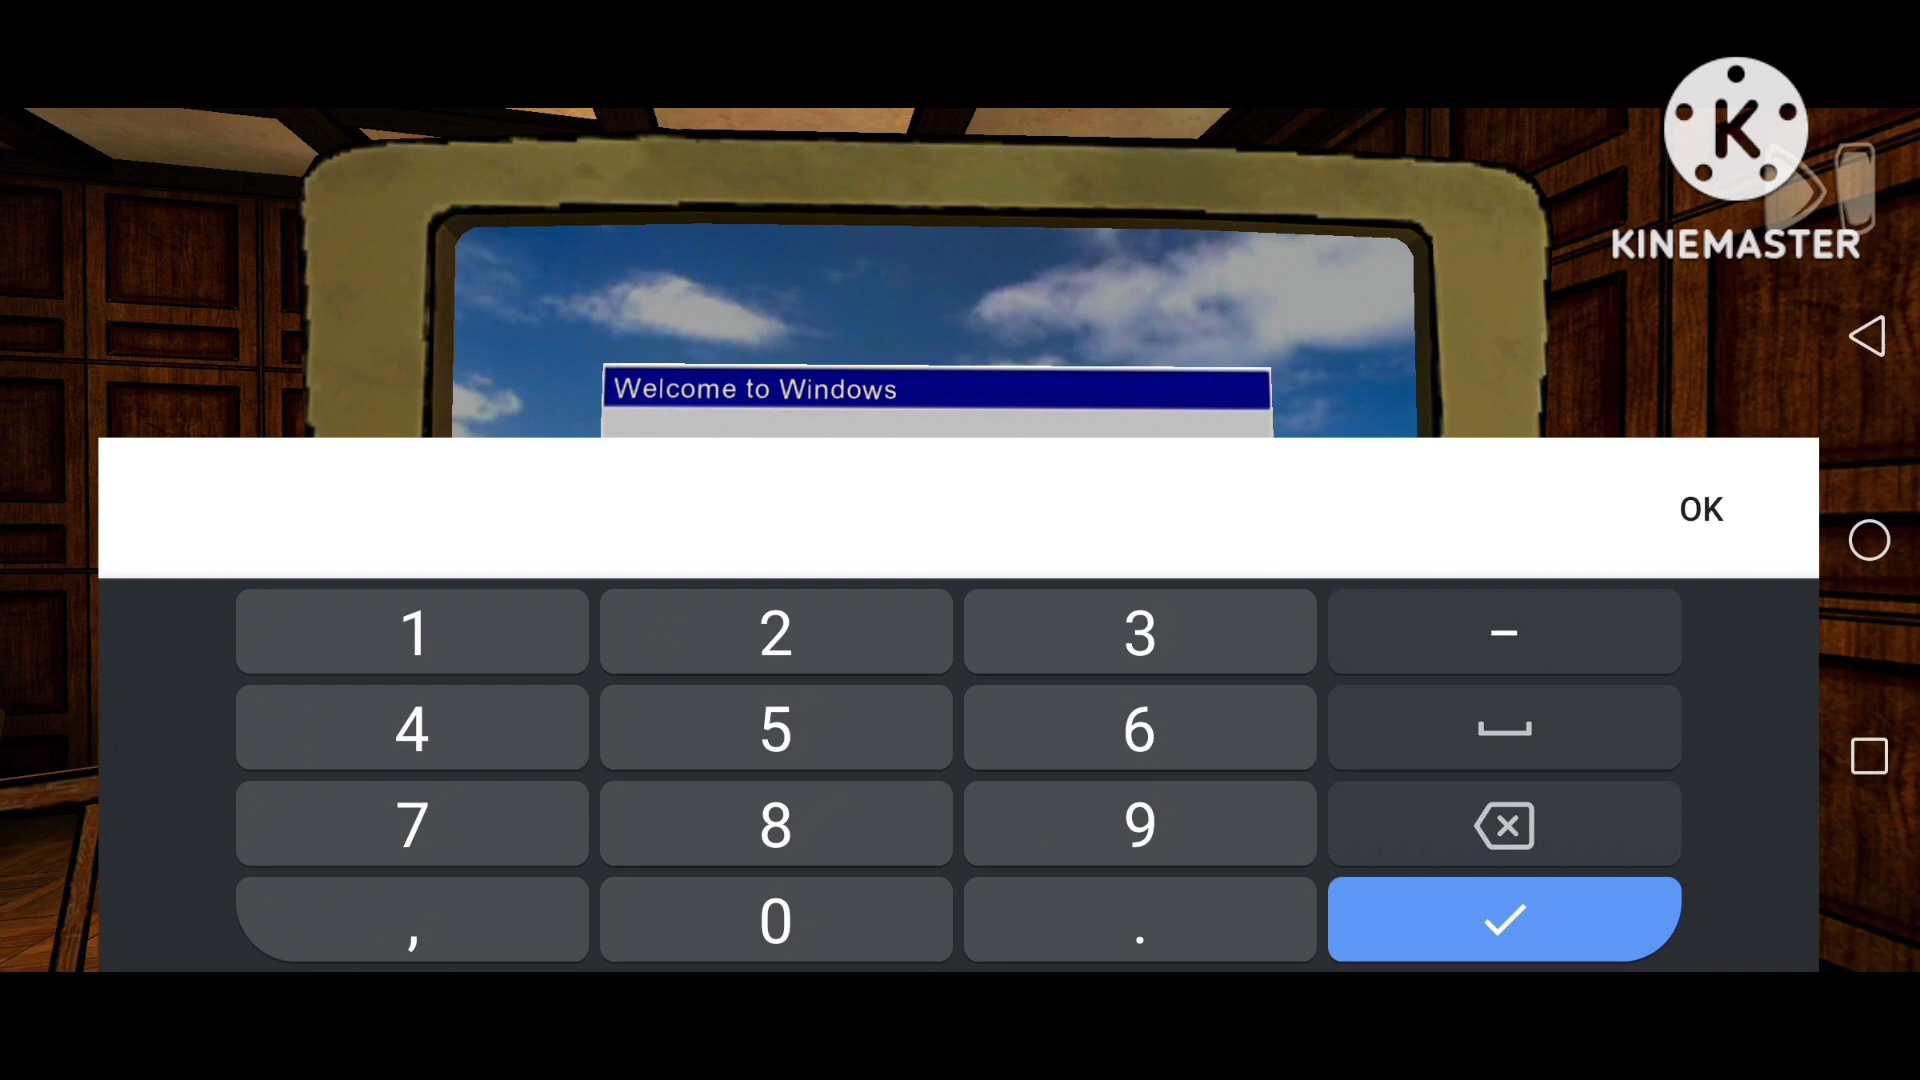 K
KINEMASTER
Welcome to Windows
OK
1 2 3 –
4 5 6
7 8 9
, 0 .